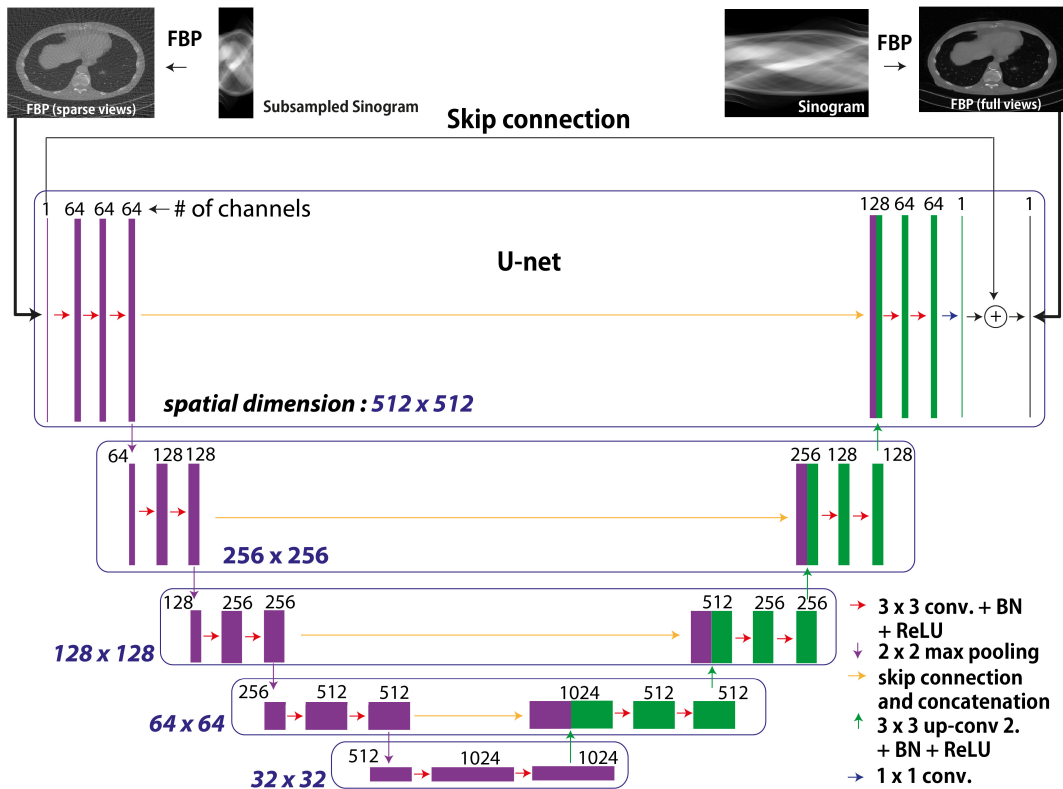 FBP
FBP (sparse views)
Subsampled Sinogram
FBP
Sinogram
FBP (full views)
Skip connection
1 64 64 64 # of channels
128 64 64 1 1
U-net
+
spatial dimension : 512 x 512
64 128 128
256 128 128
256 x 256
128 256 256
512 256 256
128 x 128
256 512 512
1024 512 512
64 x 64
512 1024 1024
32 x 32
3 x 3 conv. + BN
+ ReLU
2 x 2 max pooling
skip connection
and concatenation
3 x 3 up-conv 2.
+ BN + ReLU
1 x 1 conv.